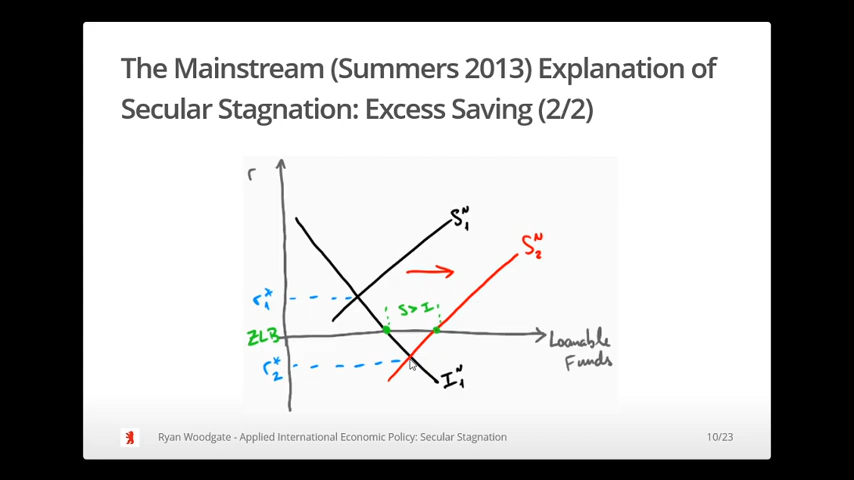 The Mainstream (Summers 2013) Explanation of
Secular Stagnation: Excess Saving (2/2)
r
S₁ᴺ
S₂ᴺ
r₁*
S>I
ZLB
Loanable
Funds
r₂*
I₁ᴺ
Ryan Woodgate - Applied International Economic Policy: Secular Stagnation
10/23